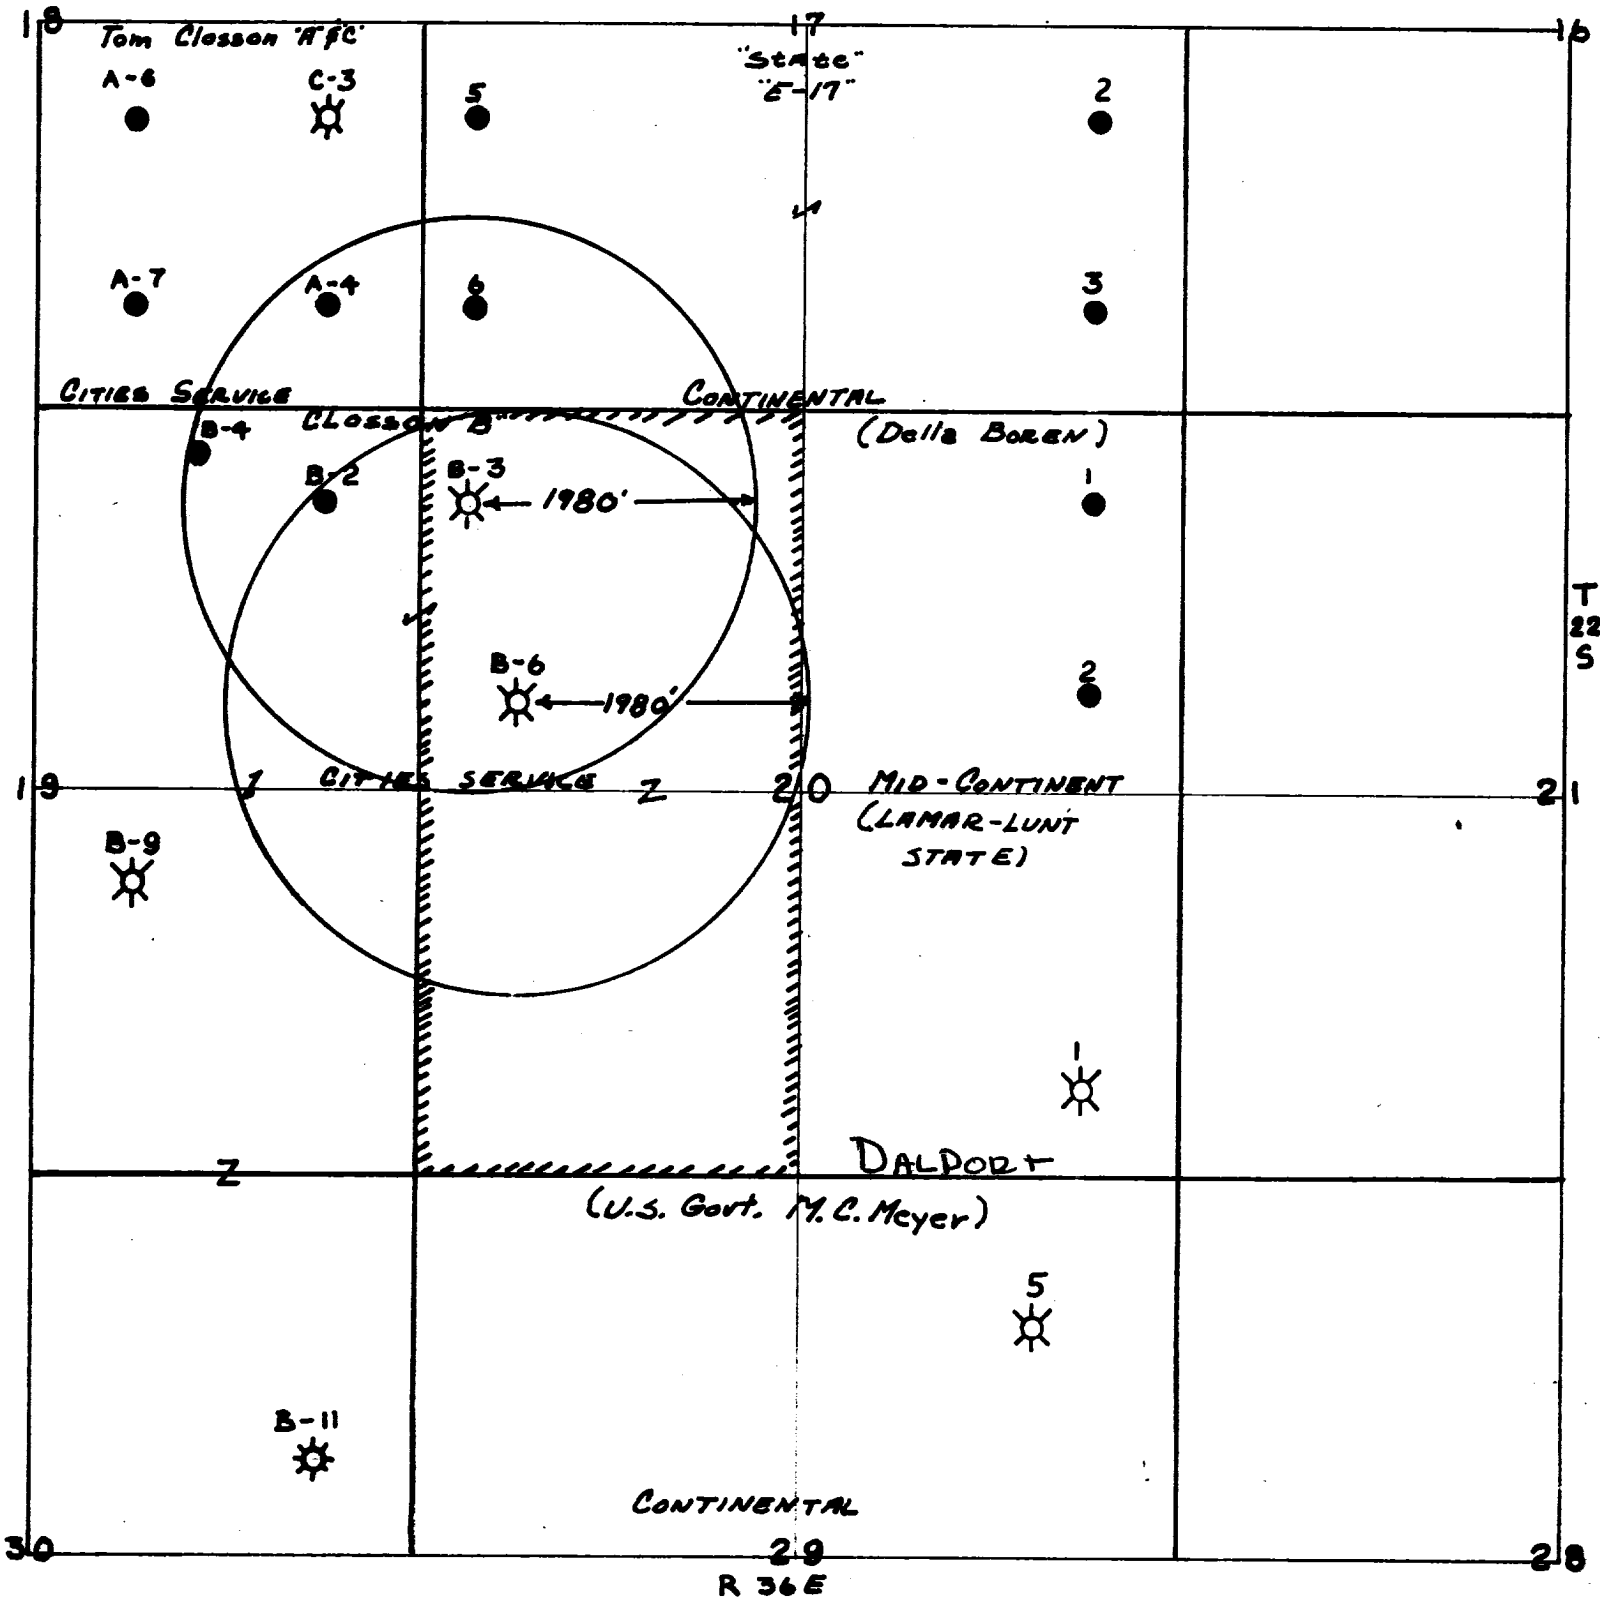 18
17
16
Tom Closson "A&C"
"State"
"E-17"
A-6
C-3
5
2
A-7
A-4
6
3
CITIES SERVICE
CONTINENTAL
CLOSSON "B"
(Della BOREN)
B-4
B-2
B-3
1
1980'
T
22
S
B-6
2
1980'
19
CITIES SERVICE
Z
20
MID-CONTINENT
21
(LAMAR-LUNT
STATE)
B-9
1
Z
DALPORT
(U.S. Govt. M.C. Meyer)
5
B-11
CONTINENTAL
30
29
28
R 36 E